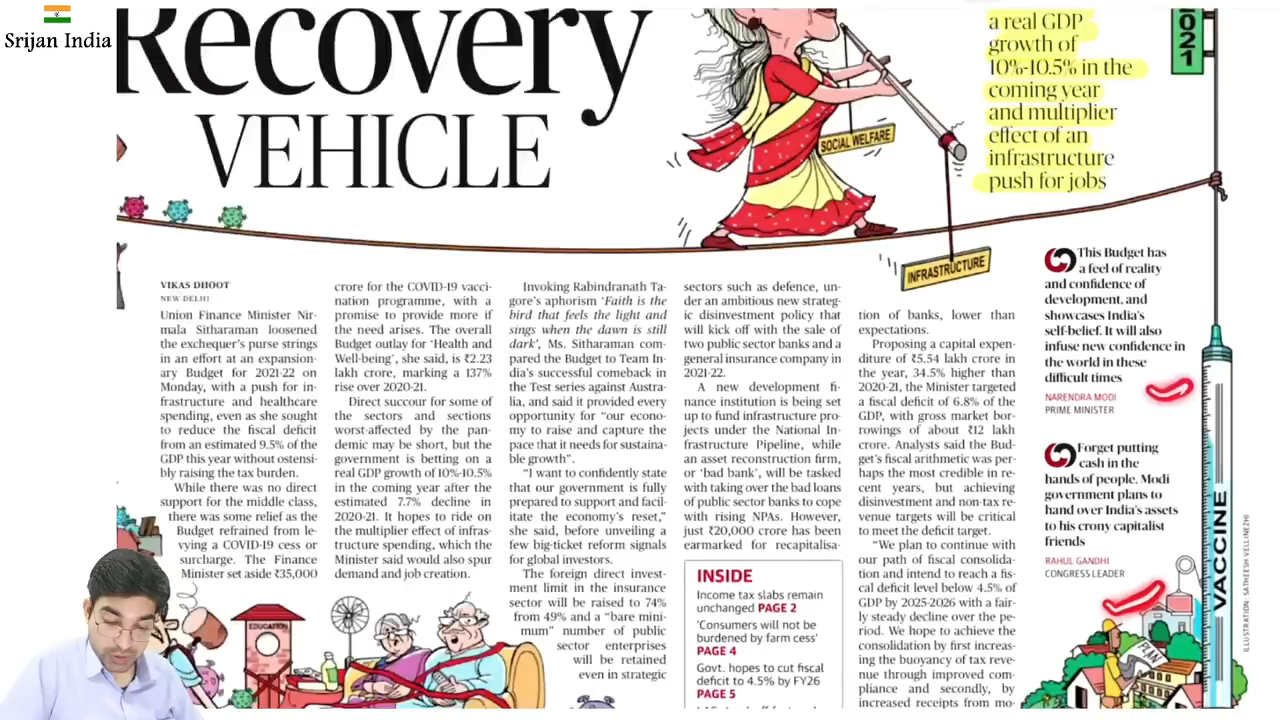 Srijan India
Recovery
VEHICLE
SOCIAL WELFARE
INFRASTRUCTURE
a real GDP
growth of
10%-10.5% in the
coming year
and multiplier
effect of an
infrastructure
push for jobs
021
VIKAS DHOOT
NEW DELHI
Union Finance Minister Nir-
mala Sitharaman loosened
the exchequer's purse strings
in an effort at an expansion-
ary Budget for 2021-22 on
Monday, with a push for in-
frastructure and healthcare
spending, even as she sought
to reduce the fiscal deficit
from an estimated 9.5% of the
GDP this year without ostensi-
bly raising the tax burden.
While there was no direct
support for the middle class,
there was some relief as the
Budget refrained from le-
vying a COVID-19 cess or
surcharge. The Finance
Minister set aside ₹35,000
crore for the COVID-19 vacci-
nation programme, with a
promise to provide more if
the need arises. The overall
Budget outlay for 'Health and
Well-being', she said, is ₹2.23
lakh crore, marking a 137%
rise over 2020-21.
Direct succour for some of
the sectors and sections
worst-affected by the pan-
demic may be short, but the
government is betting on a
real GDP growth of 10%-10.5%
in the coming year after the
estimated 7.7% decline in
2020-21. It hopes to ride on
the multiplier effect of infras-
tructure spending, which the
Minister said would also spur
demand and job creation.
Invoking Rabindranath Ta-
gore's aphorism 'Faith is the
bird that feels the light and
sings when the dawn is still
dark', Ms. Sitharaman com-
pared the Budget to Team In-
dia's successful comeback in
the Test series against Austra-
lia, and said it provided every
opportunity for "our econo-
my to raise and capture the
pace that it needs for sustaina-
ble growth".
"I want to confidently state
that our government is fully
prepared to support and facil-
itate the economy's reset,"
she said, before unveiling a
few big-ticket reform signals
for global investors.
The foreign direct invest-
ment limit in the insurance
sector will be raised to 74%
from 49% and a "bare mini-
mum" number of public
sector enterprises
will be retained
even in strategic
sectors such as defence, un-
der an ambitious new strateg-
ic disinvestment policy that
will kick off with the sale of
two public sector banks and a
general insurance company in
2021-22.
A new development fi-
nance institution is being set
up to fund infrastructure pro-
jects under the National In-
frastructure Pipeline, while
an asset reconstruction firm,
or 'bad bank', will be tasked
with taking over the bad loans
of public sector banks to cope
with rising NPAs. However,
just ₹20,000 crore has been
earmarked for recapitalisa-
tion of banks, lower than
expectations.
Proposing a capital expen-
diture of ₹5.54 lakh crore in
the year, 34.5% higher than
2020-21, the Minister targeted
a fiscal deficit of 6.8% of the
GDP, with gross market bor-
rowings of about ₹12 lakh
crore. Analysts said the Bud-
get's fiscal arithmetic was per-
haps the most credible in re-
cent years, but achieving
disinvestment and non-tax re-
venue targets will be critical
to meet the deficit target.
"We plan to continue with
our path of fiscal consolida-
tion and intend to reach a fis-
cal deficit level below 4.5% of
GDP by 2025-2026 with a fair-
ly steady decline over the pe-
riod. We hope to achieve the
consolidation by first increas-
ing the buoyancy of tax reve-
nue through improved com-
pliance and secondly, by
increased receipts from mo-
INSIDE
Income tax slabs remain
unchanged PAGE 2
'Consumers will not be
burdened by farm cess'
PAGE 4
Govt. hopes to cut fiscal
deficit to 4.5% by FY26
PAGE 5
This Budget has
a feel of reality
and confidence of
development, and
showcases India's
self-belief. It will also
infuse new confidence in
the world in these
difficult times
NARENDRA MODI
PRIME MINISTER
Forget putting
cash in the
hands of people. Modi
government plans to
hand over India's assets
to his crony capitalist
friends
RAHUL GANDHI
CONGRESS LEADER
VACCINE
ILLUSTRATION: SATHEESH VELLINEZHI
EDUCATION
PLAN